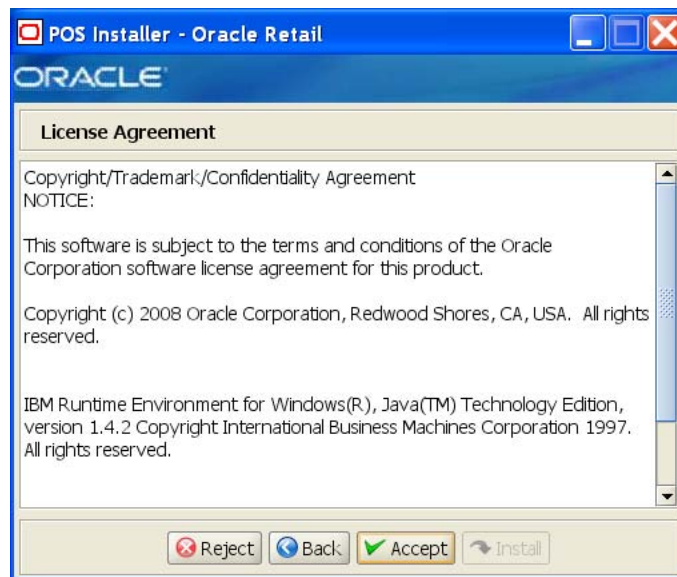 POS Installer - Oracle Retail
ORACLE
License Agreement
Copyright/Trademark/Confidentiality Agreement
NOTICE:
This software is subject to the terms and conditions of the Oracle
Corporation software license agreement for this product.
Copyright (c) 2008 Oracle Corporation, Redwood Shores, CA, USA.  All rights
reserved.
IBM Runtime Environment for Windows(R), Java(TM) Technology Edition,
version 1.4.2 Copyright International Business Machines Corporation 1997.
All rights reserved.
Reject Back Accept Install